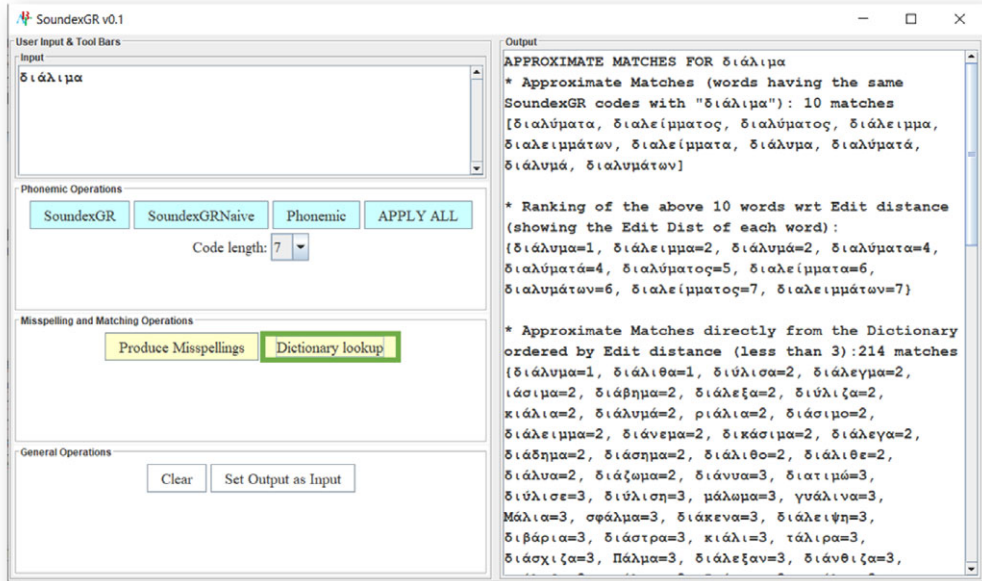 SoundexGR v0.1
User Input & Tool Bars
Input
διάλιμα
Phonemic Operations
SoundexGR SoundexGRNaive Phonemic APPLY ALL
Code length: 7
Misspelling and Matching Operations
Produce Misspellings Dictionary lookup
General Operations
Clear Set Output as Input
Output
APPROXIMATE MATCHES FOR διάλιμα
* Approximate Matches (words having the same
SoundexGR codes with "διάλιμα"): 10 matches
[διαλύματα, διαλείμματος, διαλύματος, διάλειμμα,
διαλειμμάτων, διαλείμματα, διάλυμα, διαλύματά,
διάλυμά, διαλυμάτων]
* Ranking of the above 10 words wrt Edit distance
(showing the Edit Dist of each word):
{διάλυμα=1, διάλειμμα=2, διάλυμά=2, διαλύματα=4,
διαλύματά=4, διαλύματος=5, διαλείμματα=6,
διαλυμάτων=6, διαλείμματος=7, διαλειμμάτων=7}
* Approximate Matches directly from the Dictionary
ordered by Edit distance (less than 3):214 matches
{διάλυμα=1, διάλιθα=1, διύλισα=2, διάλεγμα=2,
ιάσιμα=2, διάβημα=2, διάλεξα=2, διύλιζα=2,
κιάλια=2, διάλυμά=2, ριάλια=2, διάσιμο=2,
διάλειμμα=2, διάνεμα=2, δικάσιμα=2, διάλεγα=2,
διάδημα=2, διάσημα=2, διάλιθο=2, διάλιθε=2,
διάλυα=2, διάζωμα=2, διάνυα=3, διατιμώ=3,
διύλισε=3, διύλιση=3, μάλωμα=3, γυάλινα=3,
Μάλια=3, σφάλμα=3, διάκενα=3, διάλειψη=3,
διβάρια=3, διάστρα=3, κιάλι=3, τάλιρα=3,
διάσχιζα=3, Πάλμα=3, διάλεξαν=3, διάνθιζα=3,